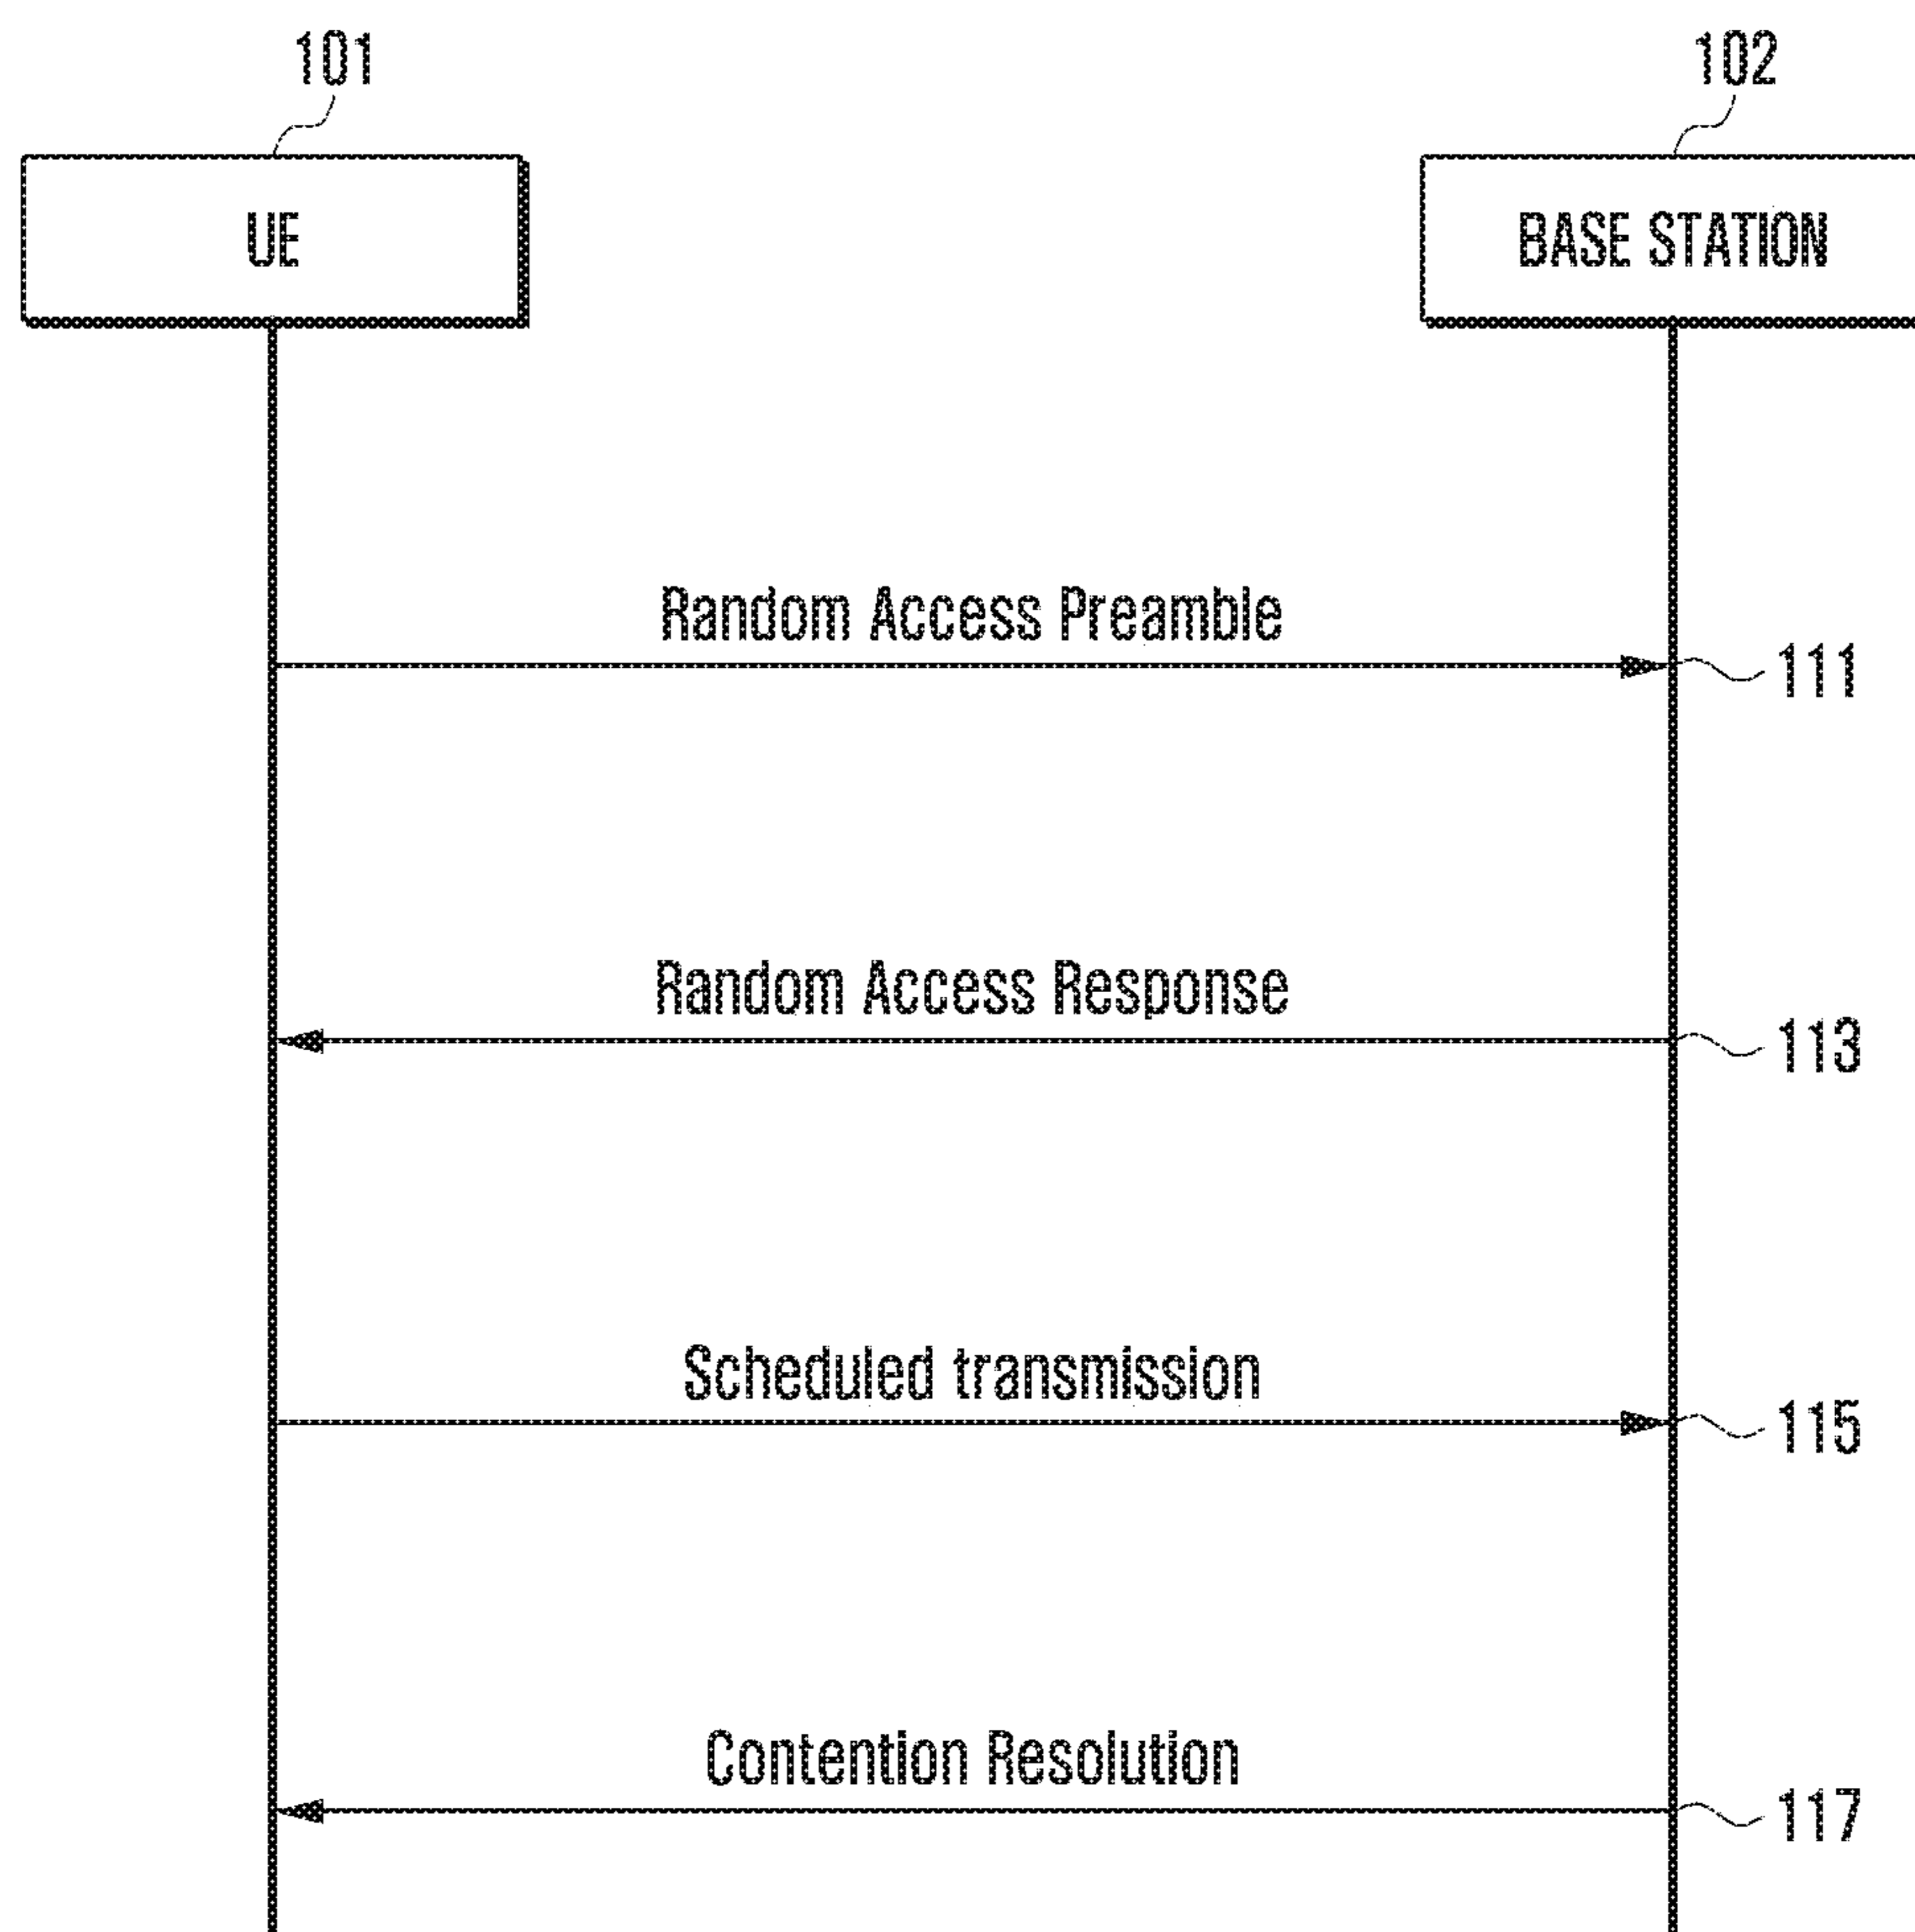 101
102
UE
BASE STATION
Random Access Preamble
111
Random Access Response
113
Scheduled transmission
115
Contention Resolution
117